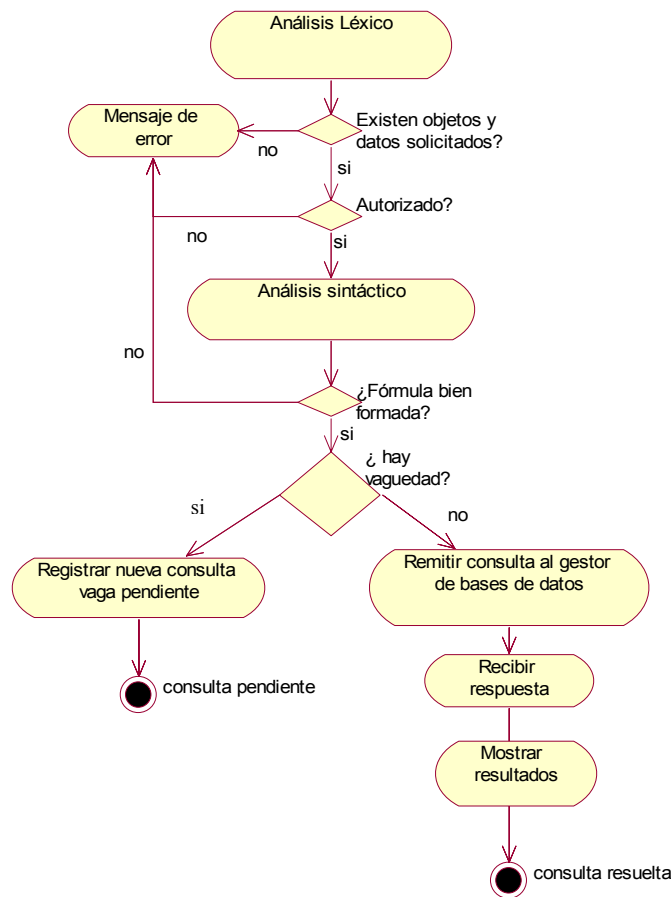 Análisis Léxico
Mensaje de
error
Existen objetos y
datos solicitados?
no
si
Autorizado?
no
si
Análisis sintáctico
no
¿Fórmula bien
formada?
si
¿ hay
vaguedad?
si
no
Registrar nueva consulta
vaga pendiente
Remitir consulta al gestor
de bases de datos
Recibir
respuesta
consulta pendiente
Mostrar
resultados
consulta resuelta